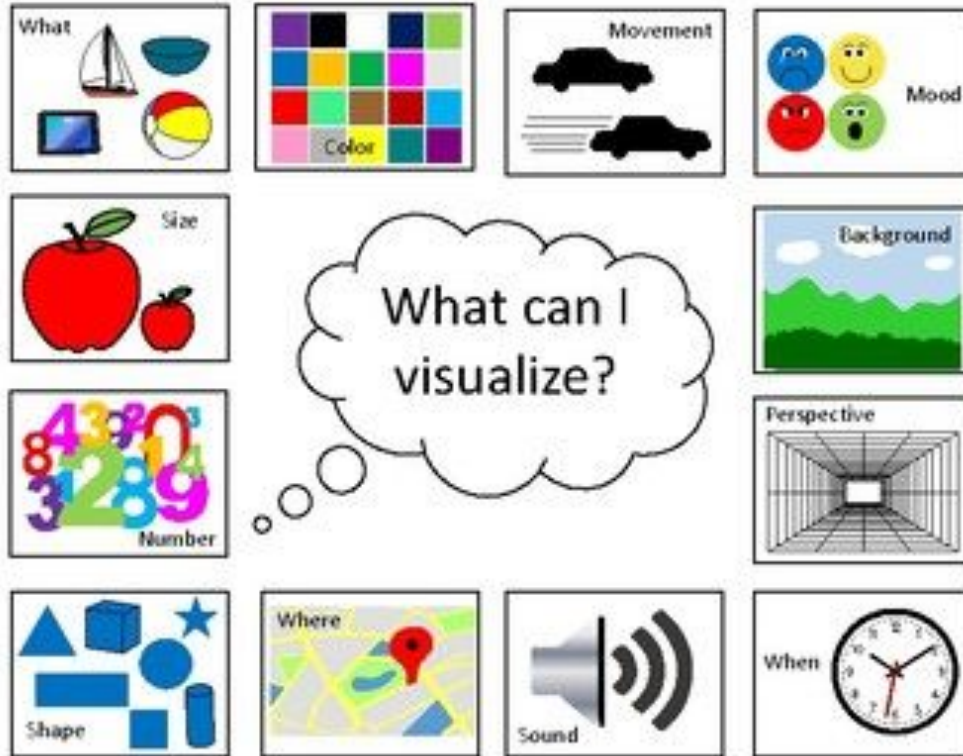 What
Color
Movement
Mood
Size
What can I
visualize?
Background
Number
Perspective
Shape
Where
Sound
When